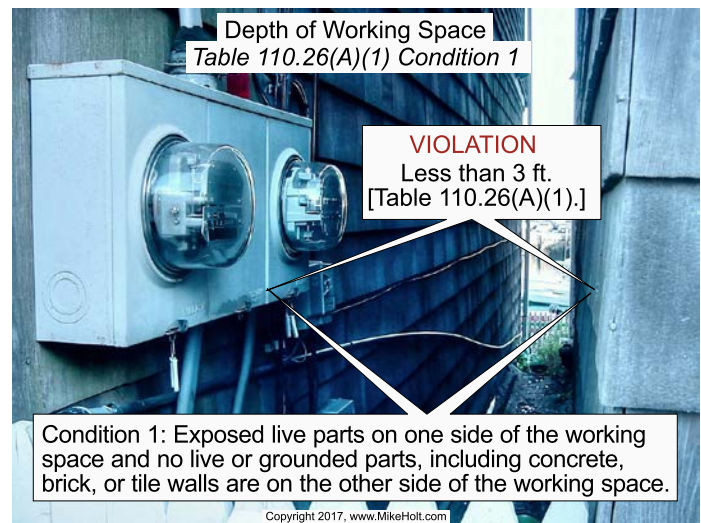 Depth of Working Space
Table 110.26(A)(1) Condition 1
VIOLATION
Less than 3 ft.
[Table 110.26(A)(1).]
Condition 1: Exposed live parts on one side of the working
space and no live or grounded parts, including concrete,
brick, or tile walls are on the other side of the working space.
Copyright 2017, www.MikeHolt.com